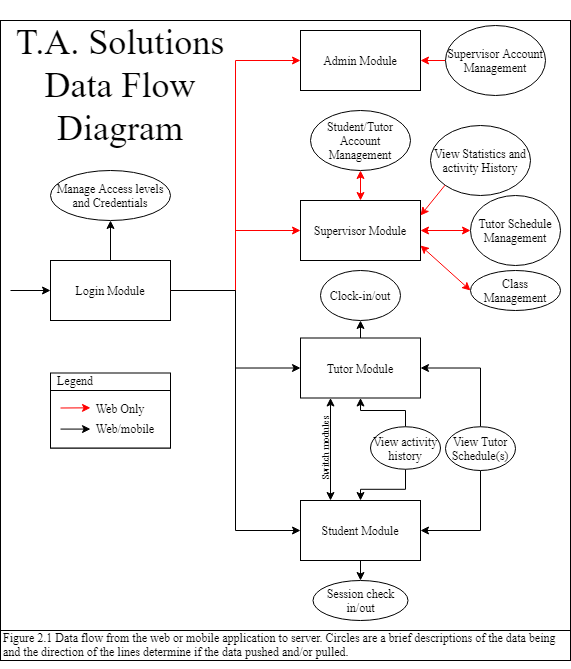 T.A. Solutions
Data Flow
Diagram
Admin Module
Supervisor Account
Management
Student/Tutor
Account
Management
View Statistics and
activity History
Manage Access levels
and Credentials
Supervisor Module
Tutor Schedule
Management
Login Module
Clock-in/out
Class
Management
Tutor Module
Legend
Web Only
Web/mobile
Switch modules
View activity
history
View Tutor
Schedule(s)
Student Module
Session check
in/out
Figure 2.1 Data flow from the web or mobile application to server. Circles are a brief descriptions of the data being
and the direction of the lines determine if the data pushed and/or pulled.